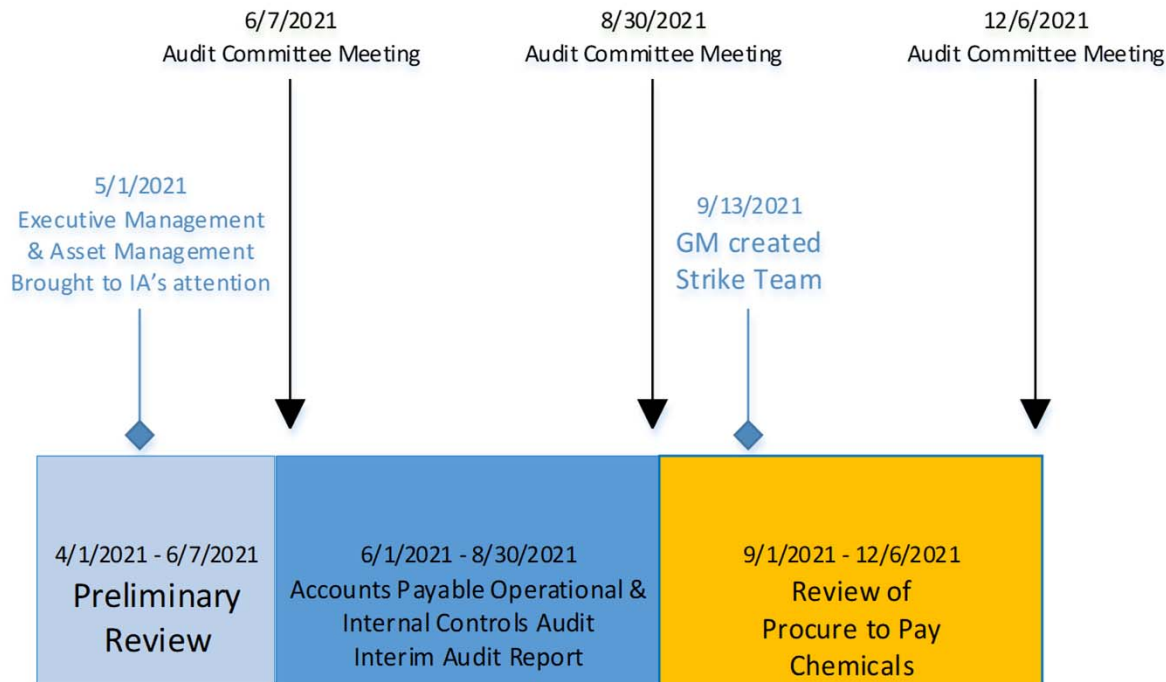 6/7/2021
Audit Committee Meeting
8/30/2021
Audit Committee Meeting
12/6/2021
Audit Committee Meeting
5/1/2021
Executive Management
& Asset Management
Brought to IA's attention
9/13/2021
GM created
Strike Team
4/1/2021 - 6/7/2021
Preliminary
Review
6/1/2021 - 8/30/2021
Accounts Payable Operational &
Internal Controls Audit
Interim Audit Report
9/1/2021 - 12/6/2021
Review of
Procure to Pay
Chemicals